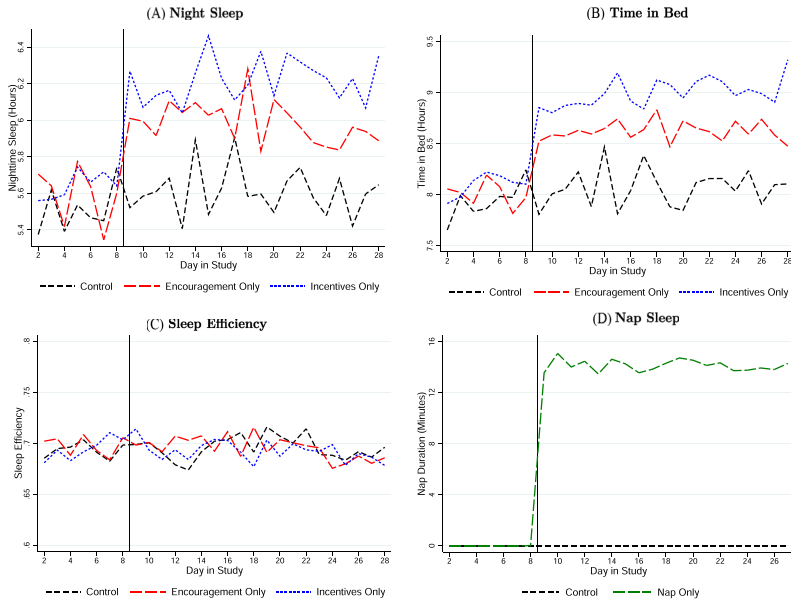 (A) Night Sleep
Nighttime Sleep (Hours)
6.4
6.2
6
5.8
5.6
5.4
2 4 6 8 10 12 14 16 18 20 22 24 26 28
Day in Study
Control Encouragement Only Incentives Only
(B) Time in Bed
Time in Bed (Hours)
9.5
9
8.5
8
7.5
2 4 6 8 10 12 14 16 18 20 22 24 26 28
Day in Study
Control Encouragement Only Incentives Only
(C) Sleep Efficiency
Sleep Efficiency
.8
.75
.7
.65
.6
2 4 6 8 10 12 14 16 18 20 22 24 26 28
Day in Study
Control Encouragement Only Incentives Only
(D) Nap Sleep
Nap Duration (Minutes)
16
12
8
4
0
2 4 6 8 10 12 14 16 18 20 22 24 26 28
Day in Study
Control Nap Only